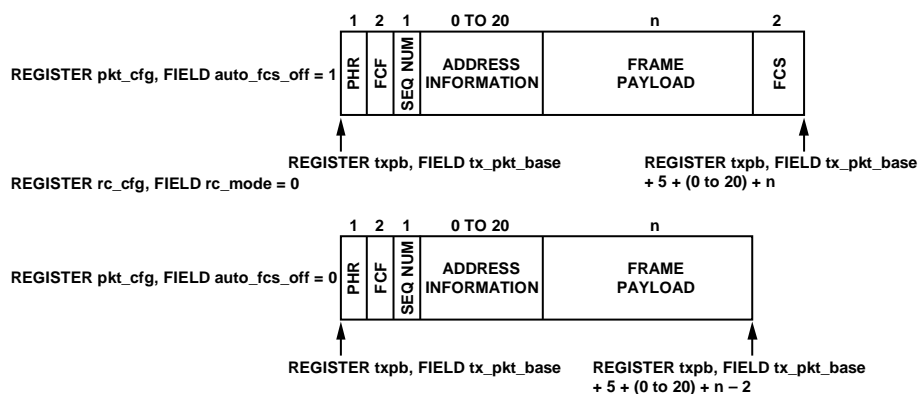 1 2 1 0 TO 20 n 2
REGISTER pkt_cfg, FIELD auto_fcs_off = 1
PHR
FCF
SEQ NUM
ADDRESS
INFORMATION
FRAME
PAYLOAD
FCS
REGISTER txpb, FIELD tx_pkt_base
REGISTER txpb, FIELD tx_pkt_base
+ 5 + (0 to 20) + n
REGISTER rc_cfg, FIELD rc_mode = 0
1 2 1 0 TO 20 n
REGISTER pkt_cfg, FIELD auto_fcs_off = 0
PHR
FCF
SEQ NUM
ADDRESS
INFORMATION
FRAME
PAYLOAD
REGISTER txpb, FIELD tx_pkt_base
REGISTER txpb, FIELD tx_pkt_base
+ 5 + (0 to 20) + n – 2